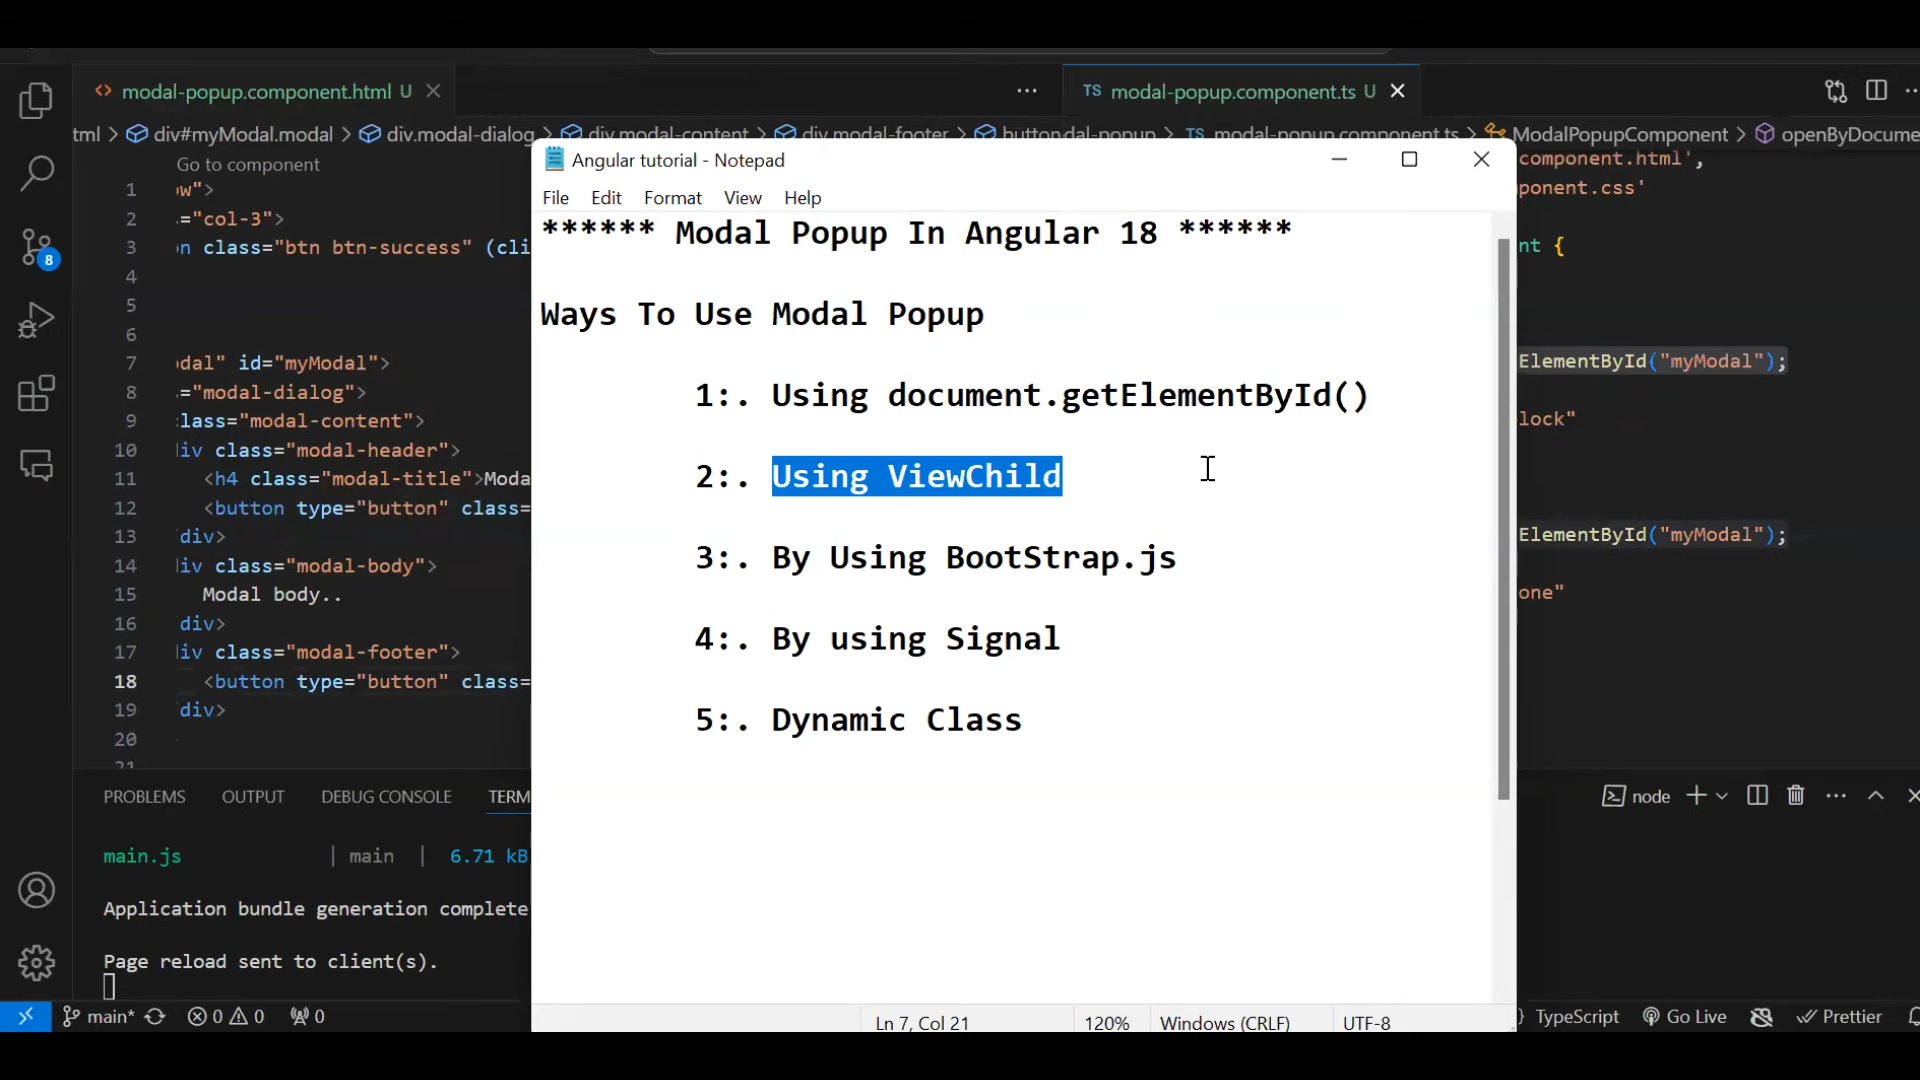 modal-popup.component.html U
TS modal-popup.component.ts U
tml > div#myModal.modal > div.modal-dialog > div.modal-content > div.modal-footer > button
dal-popup > TS modal-popup.component.ts > ModalPopupComponent > openByDocume
Go to component
1 ow">
2 ="col-3">
3 on class="btn btn-success" (cli
4
5
6
7 odal" id="myModal">
8 ="modal-dialog">
9 class="modal-content">
10 div class="modal-header">
11 <h4 class="modal-title">Moda
12 <button type="button" class=
13 /div>
14 div class="modal-body">
15 Modal body..
16 /div>
17 div class="modal-footer">
18 <button type="button" class=
19 /div>
20
21
component.html',
ponent.css'
nt {
ElementById("myModal");
lock"
ElementById("myModal");
one"
Angular tutorial - Notepad
File Edit Format View Help
****** Modal Popup In Angular 18 ******
Ways To Use Modal Popup
1:. Using document.getElementById()
2:. Using ViewChild
3:. By Using BootStrap.js
4:. By using Signal
5:. Dynamic Class
Ln 7, Col 21 120% Windows (CRLF) UTF-8
PROBLEMS OUTPUT DEBUG CONSOLE TERM
node
main.js | main | 6.71 kB
Application bundle generation complete
Page reload sent to client(s).
8
main* 0 0 0
TypeScript Go Live Prettier